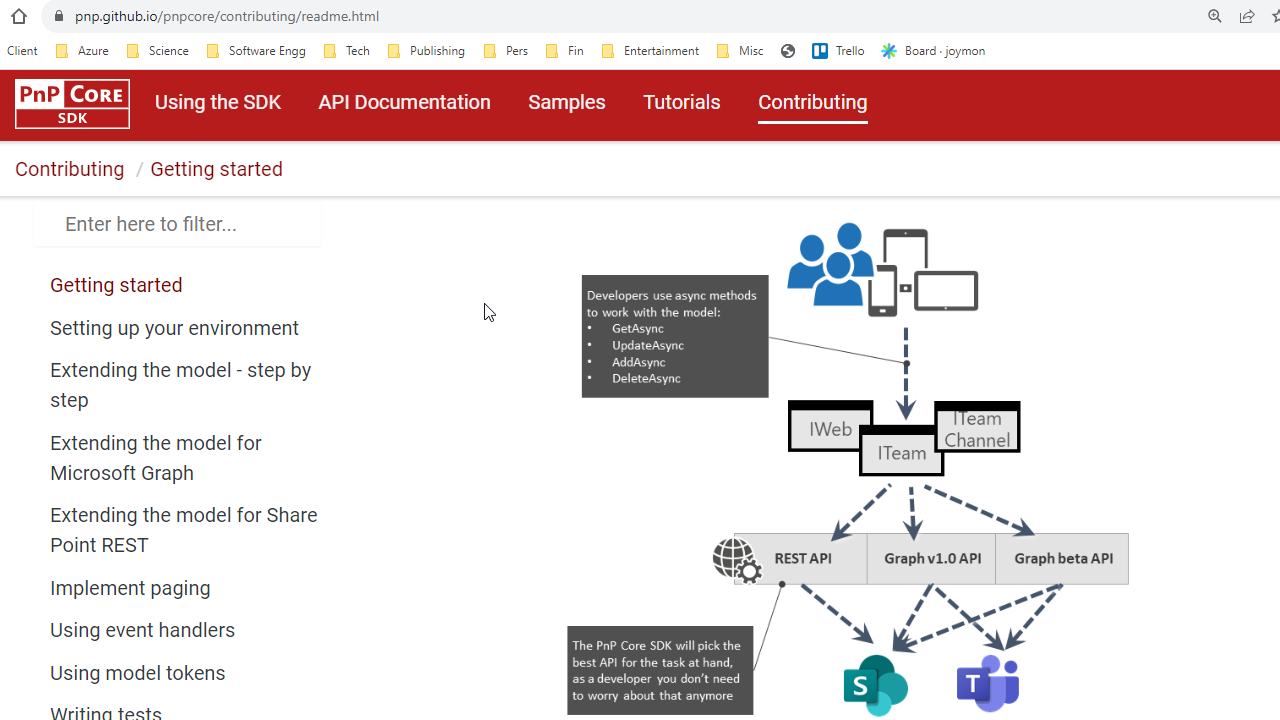 pnp.github.io/pnpcore/contributing/readme.html
Client Azure Science Software Engg Tech Publishing Pers Fin Entertainment Misc Trello Board · joymon
PnP CORE
SDK
Using the SDK API Documentation Samples Tutorials Contributing
Contributing / Getting started
Enter here to filter...
Getting started
Setting up your environment
Extending the model - step by
step
Extending the model for
Microsoft Graph
Extending the model for Share
Point REST
Implement paging
Using event handlers
Using model tokens
Writing tests
Developers use async methods
to work with the model:
• GetAsync
• UpdateAsync
• AddAsync
• DeleteAsync
IWeb
ITeam
ITeam
Channel
REST API Graph v1.0 API Graph beta API
The PnP Core SDK will pick the
best API for the task at hand,
as a developer you don't need
to worry about that anymore
S
T